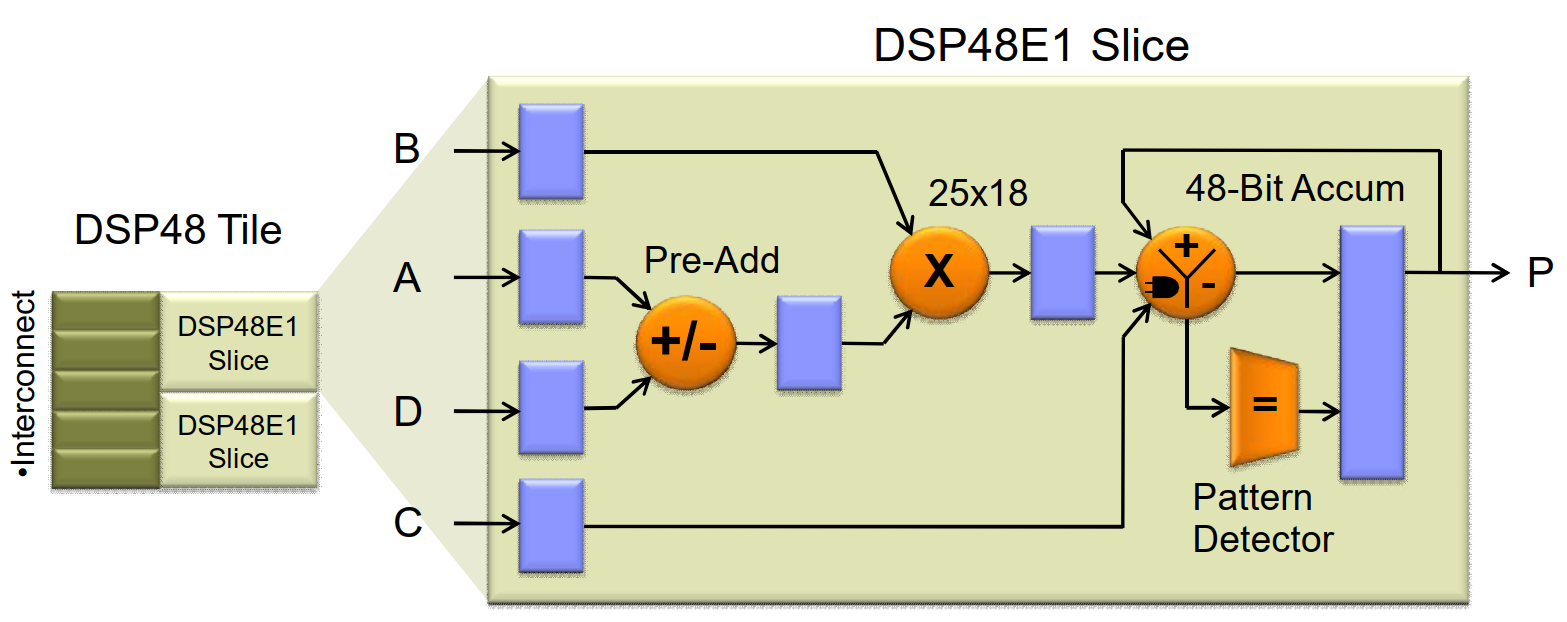 DSP48E1 Slice
B
25x18
48-Bit Accum
DSP48 Tile
Pre-Add
A
X
+
-
P
•Interconnect
DSP48E1
Slice
+/-
D
=
DSP48E1
Slice
Pattern
Detector
C